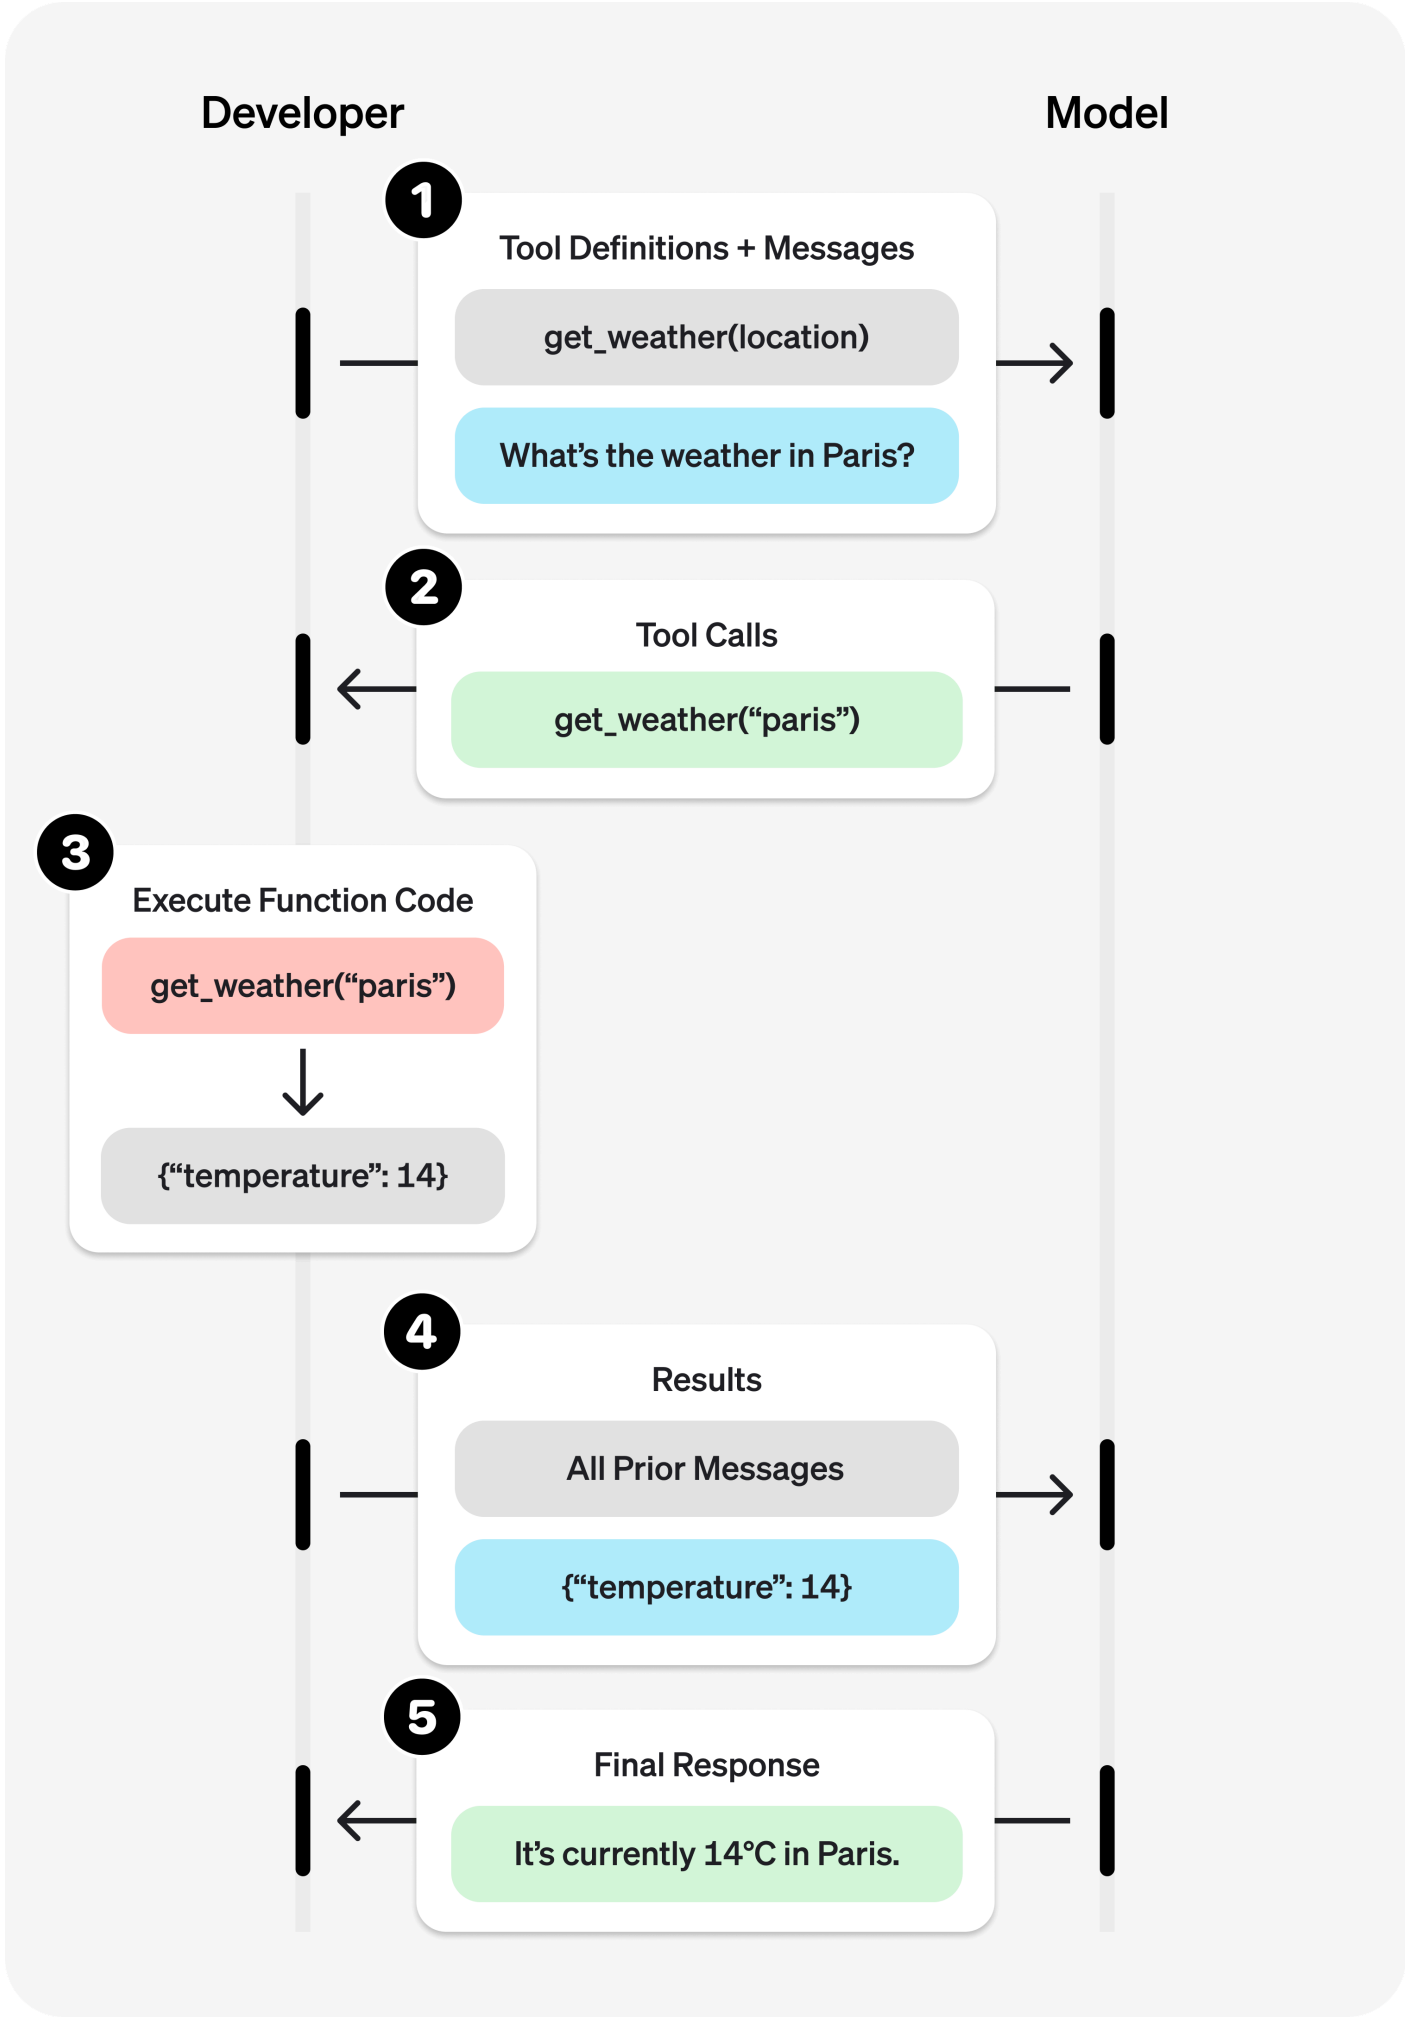 Developer
Model
1
Tool Definitions + Messages
get_weather(location)
What’s the weather in Paris?
2
Tool Calls
get_weather(“paris”)
3
Execute Function Code
get_weather(“paris”)
{“temperature”: 14}
4
Results
All Prior Messages
{“temperature”: 14}
5
Final Response
It’s currently 14°C in Paris.